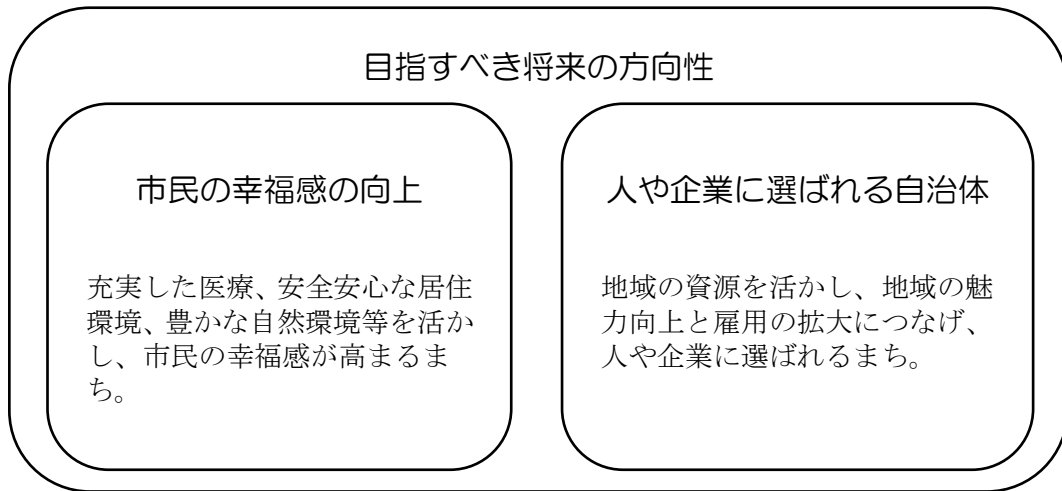 目指すべき将来の方向性
市民の幸福感の向上
充実した医療、安全安心な居住
環境、豊かな自然環境等を活か
し、市民の幸福感が高まるま
ち。
人や企業に選ばれる自治体
地域の資源を活かし、地域の魅
力向上と雇用の拡大につなげ、
人や企業に選ばれるまち。